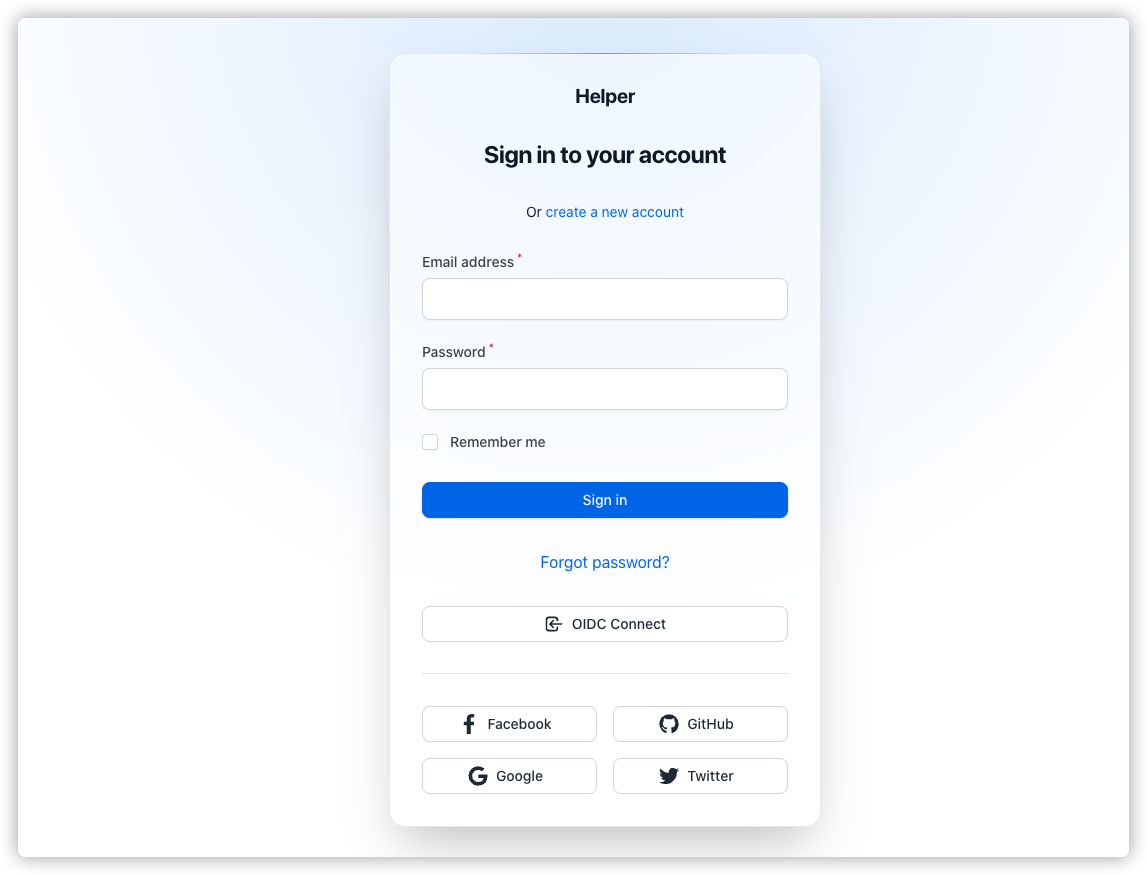 Helper
Sign in to your account
Or create a new account
Email address *
Password *
Remember me
Sign in
Forgot password?
OIDC Connect
Facebook
GitHub
Google
Twitter